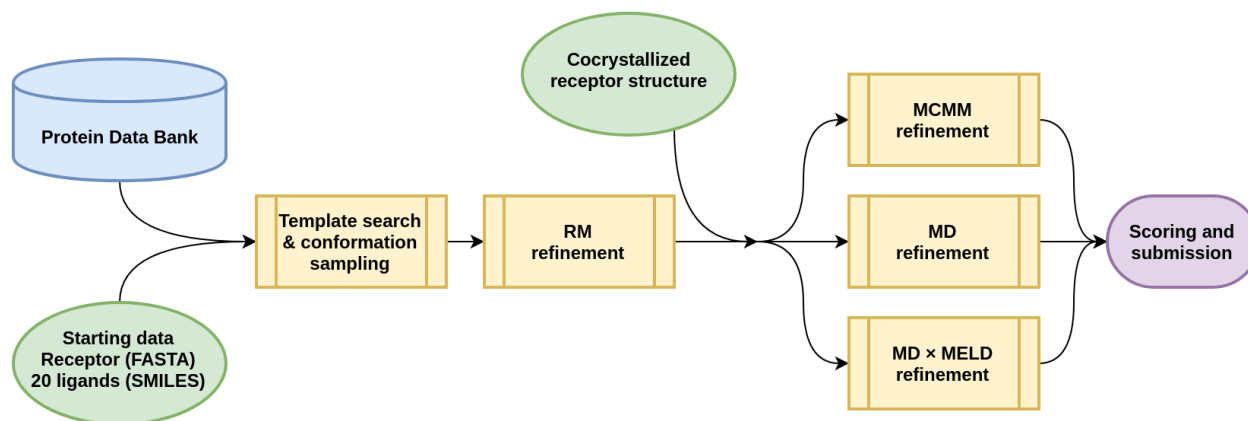 Protein Data Bank
Starting data
Receptor (FASTA)
20 ligands (SMILES)
Template search
& conformation
sampling
RM
refinement
Cocrystallized
receptor structure
MCMM
refinement
MD
refinement
MD × MELD
refinement
Scoring and
submission